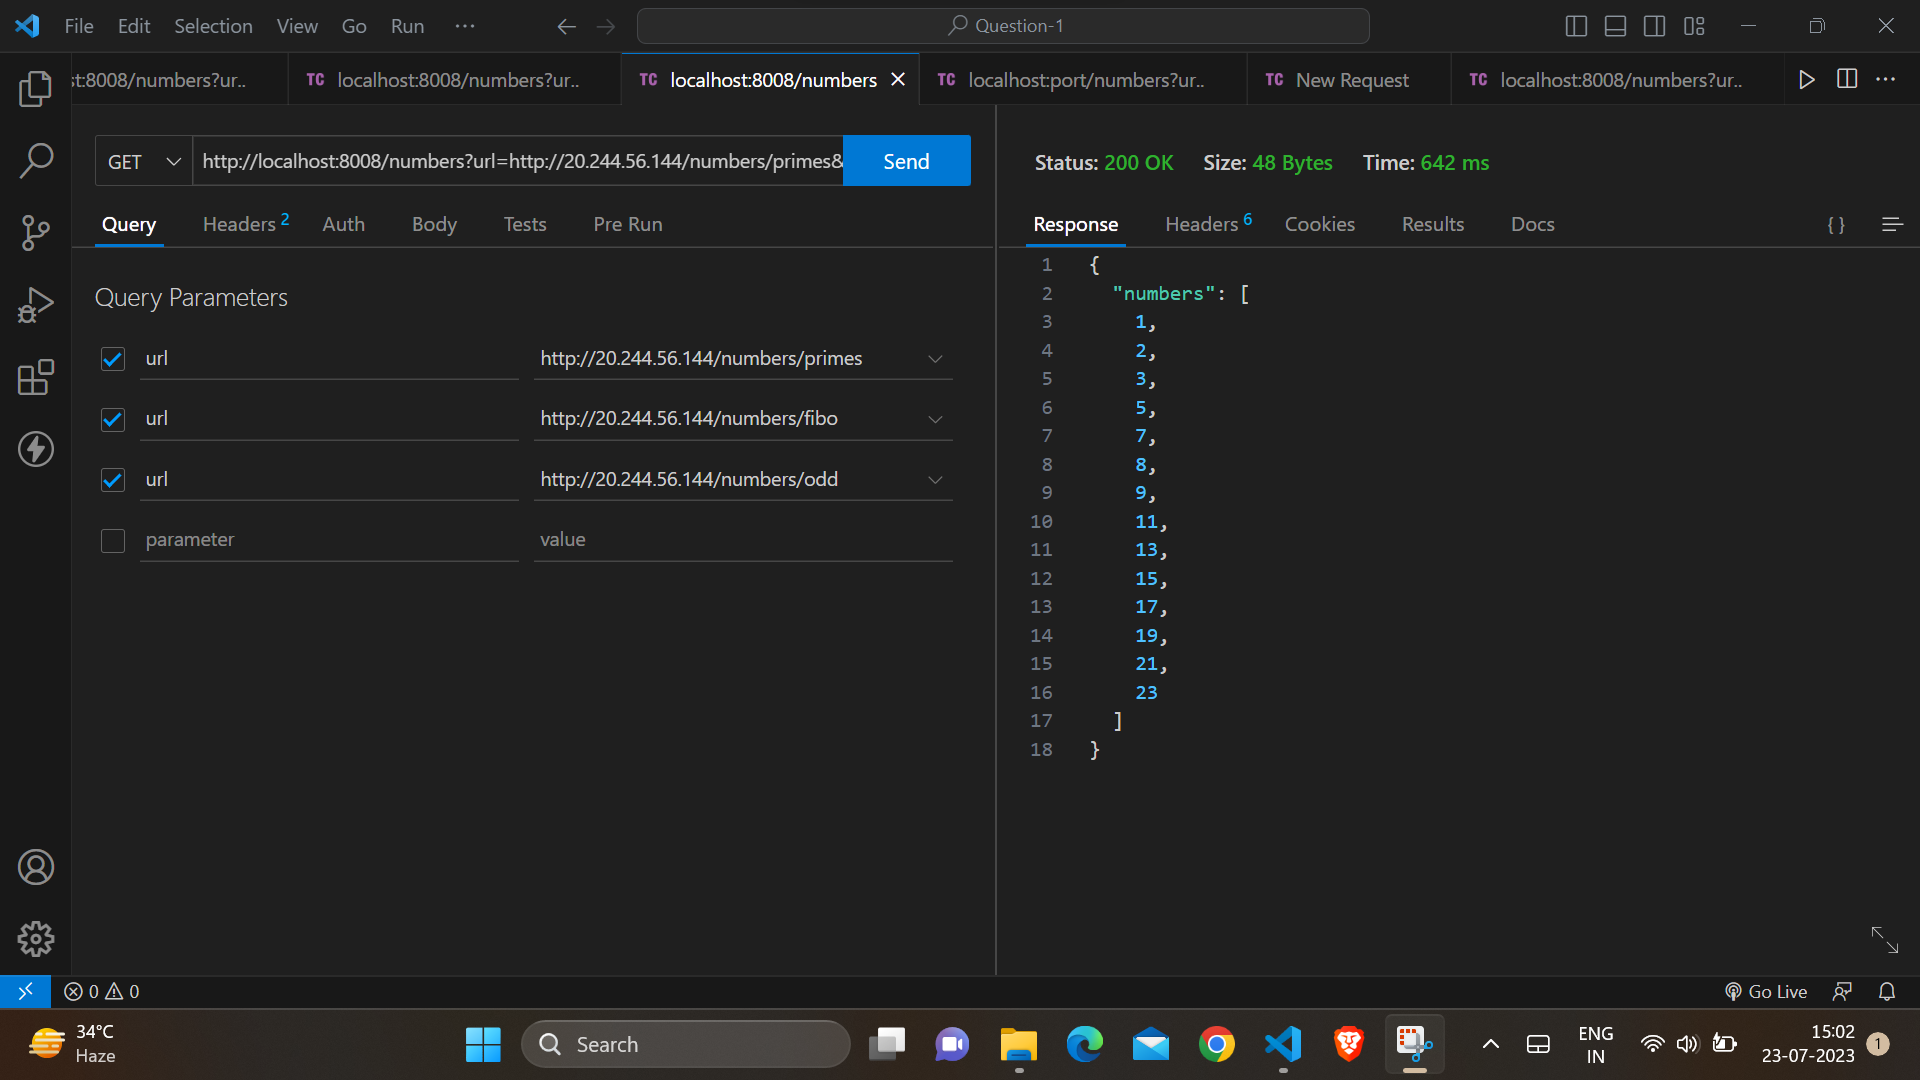 File Edit Selection View Go Run ···
Question-1
st:8008/numbers?ur..
TC localhost:8008/numbers?ur..
TC localhost:8008/numbers
TC localhost:port/numbers?ur..
TC New Request
TC localhost:8008/numbers?ur..
GET http://localhost:8008/numbers?url=http://20.244.56.144/numbers/primes& Send
Query Headers 2 Auth Body Tests Pre Run
Query Parameters
url http://20.244.56.144/numbers/primes
url http://20.244.56.144/numbers/fibo
url http://20.244.56.144/numbers/odd
parameter value
Status: 200 OK Size: 48 Bytes Time: 642 ms
Response Headers 6 Cookies Results Docs { }
1 {
2 "numbers": [
3 1,
4 2,
5 3,
6 5,
7 7,
8 8,
9 9,
10 11,
11 13,
12 15,
13 17,
14 19,
15 21,
16 23
17 ]
18 }
0 0
Go Live
34°C
Haze
Search
ENG
IN
15:02
23-07-2023
1